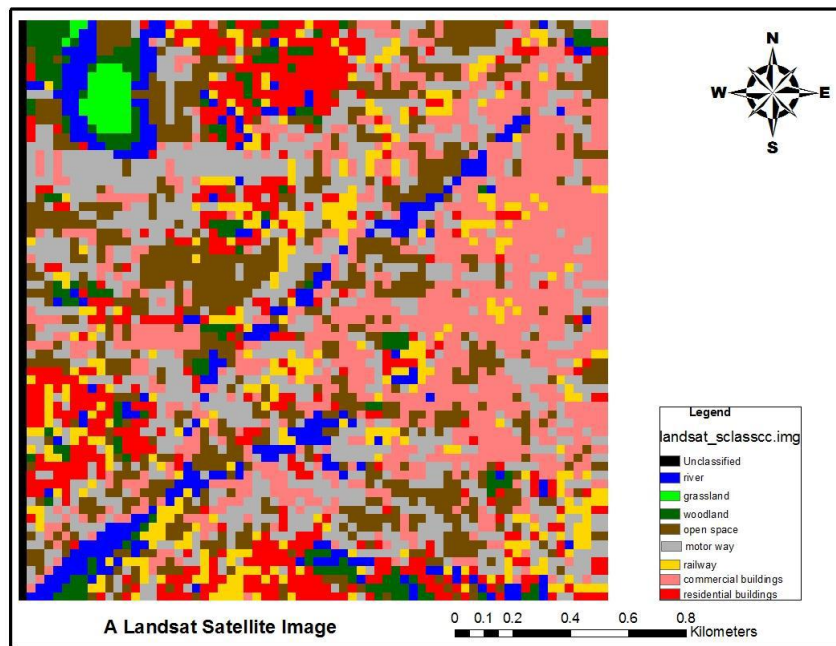 N
W E
S
Legend
landsat_sclasscc.img
Unclassified
river
grassland
woodland
open space
motor way
railway
commercial buildings
residential buildings
A Landsat Satellite Image
0 0.1 0.2 0.4 0.6 0.8
Kilometers